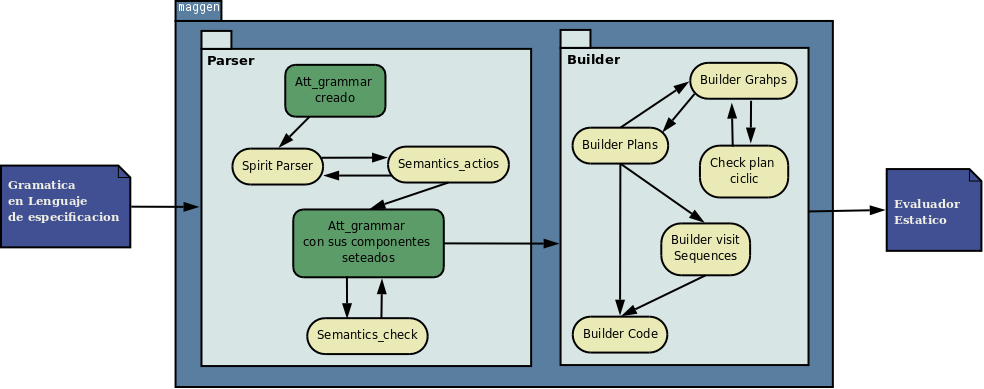 maggen
Gramatica
en Lenguaje
de especificacion
Parser
Att_grammar
creado
Spirit Parser
Semantics_actios
Att_grammar
con sus componentes
seteados
Semantics_check
Builder
Builder Grahps
Builder Plans
Check plan
ciclic
Builder visit
Sequences
Builder Code
Evaluador
Estatico